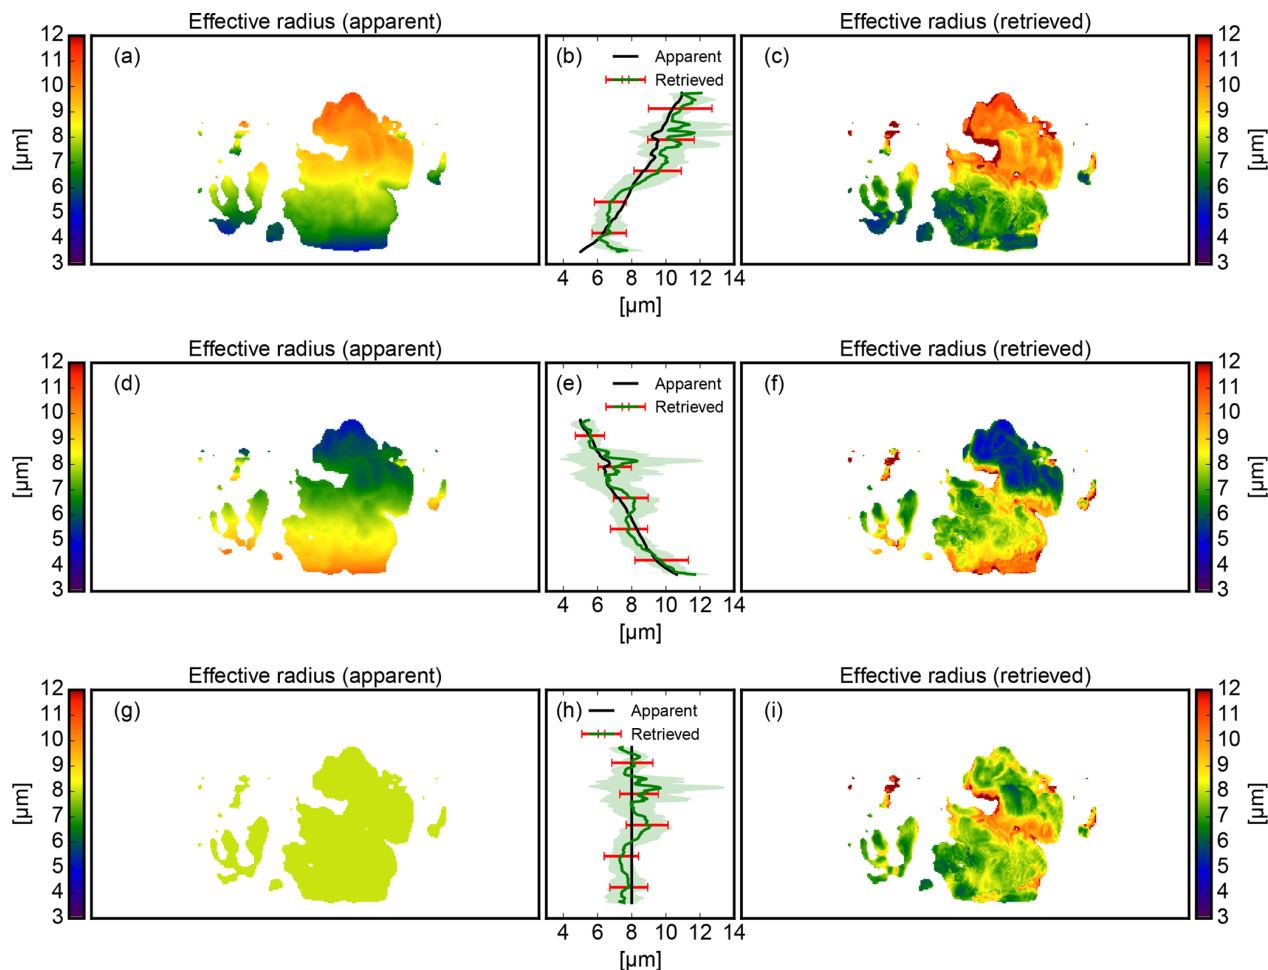 Effective radius (apparent)
Effective radius (retrieved)
12
11
10
9
8
7
6
5
4
3
[µm]
(a)
(b)
Apparent
Retrieved
4 6 8 10 12 14
[µm]
(c)
12
11
10
9
8
7
6
5
4
3
[µm]
Effective radius (apparent)
Effective radius (retrieved)
12
11
10
9
8
7
6
5
4
3
[µm]
(d)
(e)
Apparent
Retrieved
4 6 8 10 12 14
[µm]
(f)
12
11
10
9
8
7
6
5
4
3
[µm]
Effective radius (apparent)
Effective radius (retrieved)
12
11
10
9
8
7
6
5
4
3
[µm]
(g)
(h)
Apparent
Retrieved
4 6 8 10 12 14
[µm]
(i)
12
11
10
9
8
7
6
5
4
3
[µm]